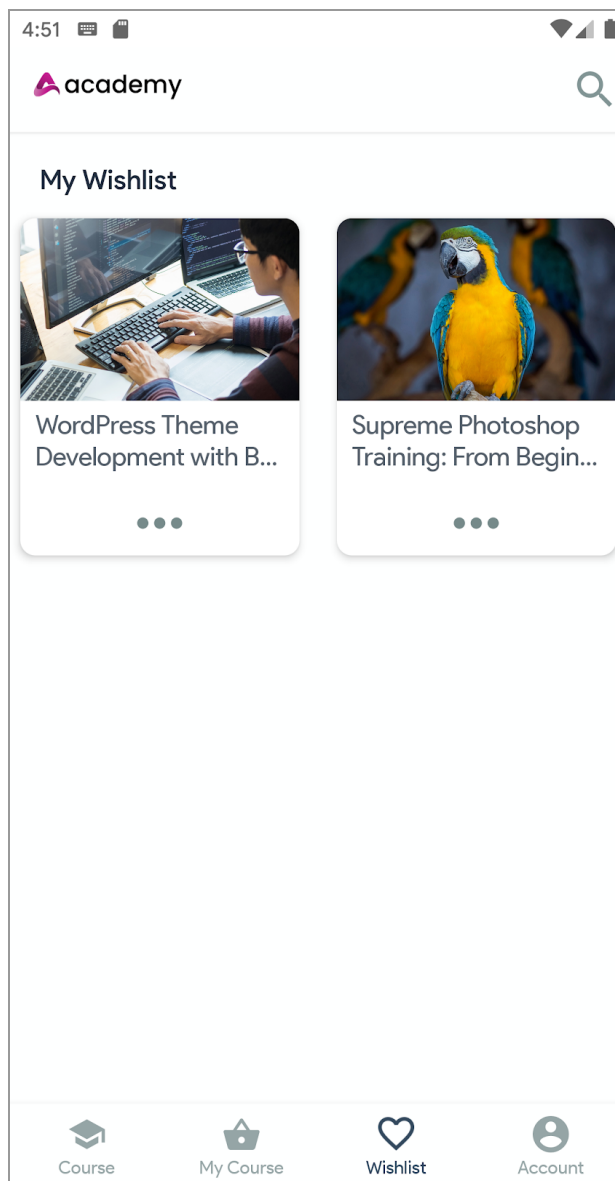 4:51
academy
My Wishlist
WordPress Theme
Development with B...
Supreme Photoshop
Training: From Begin...
Course
My Course
Wishlist
Account